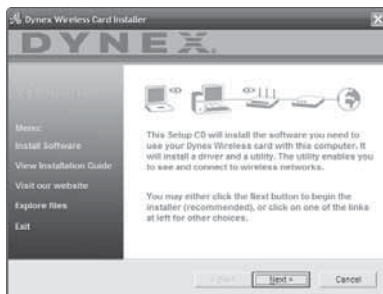 Dynex Wireless Card Installer
DYNEX
Menu:
Install Software
View Installation Guide
Visit our website
Explore files
Exit
This Setup CD will install the software you need to
use your Dynex Wireless card with this computer. It
will install a driver and a utility. The utility enables you
to see and connect to wireless networks.
You may either click the Next button to begin the
installer (recommended), or click on one of the links
at left for other choices.
Next >
Cancel